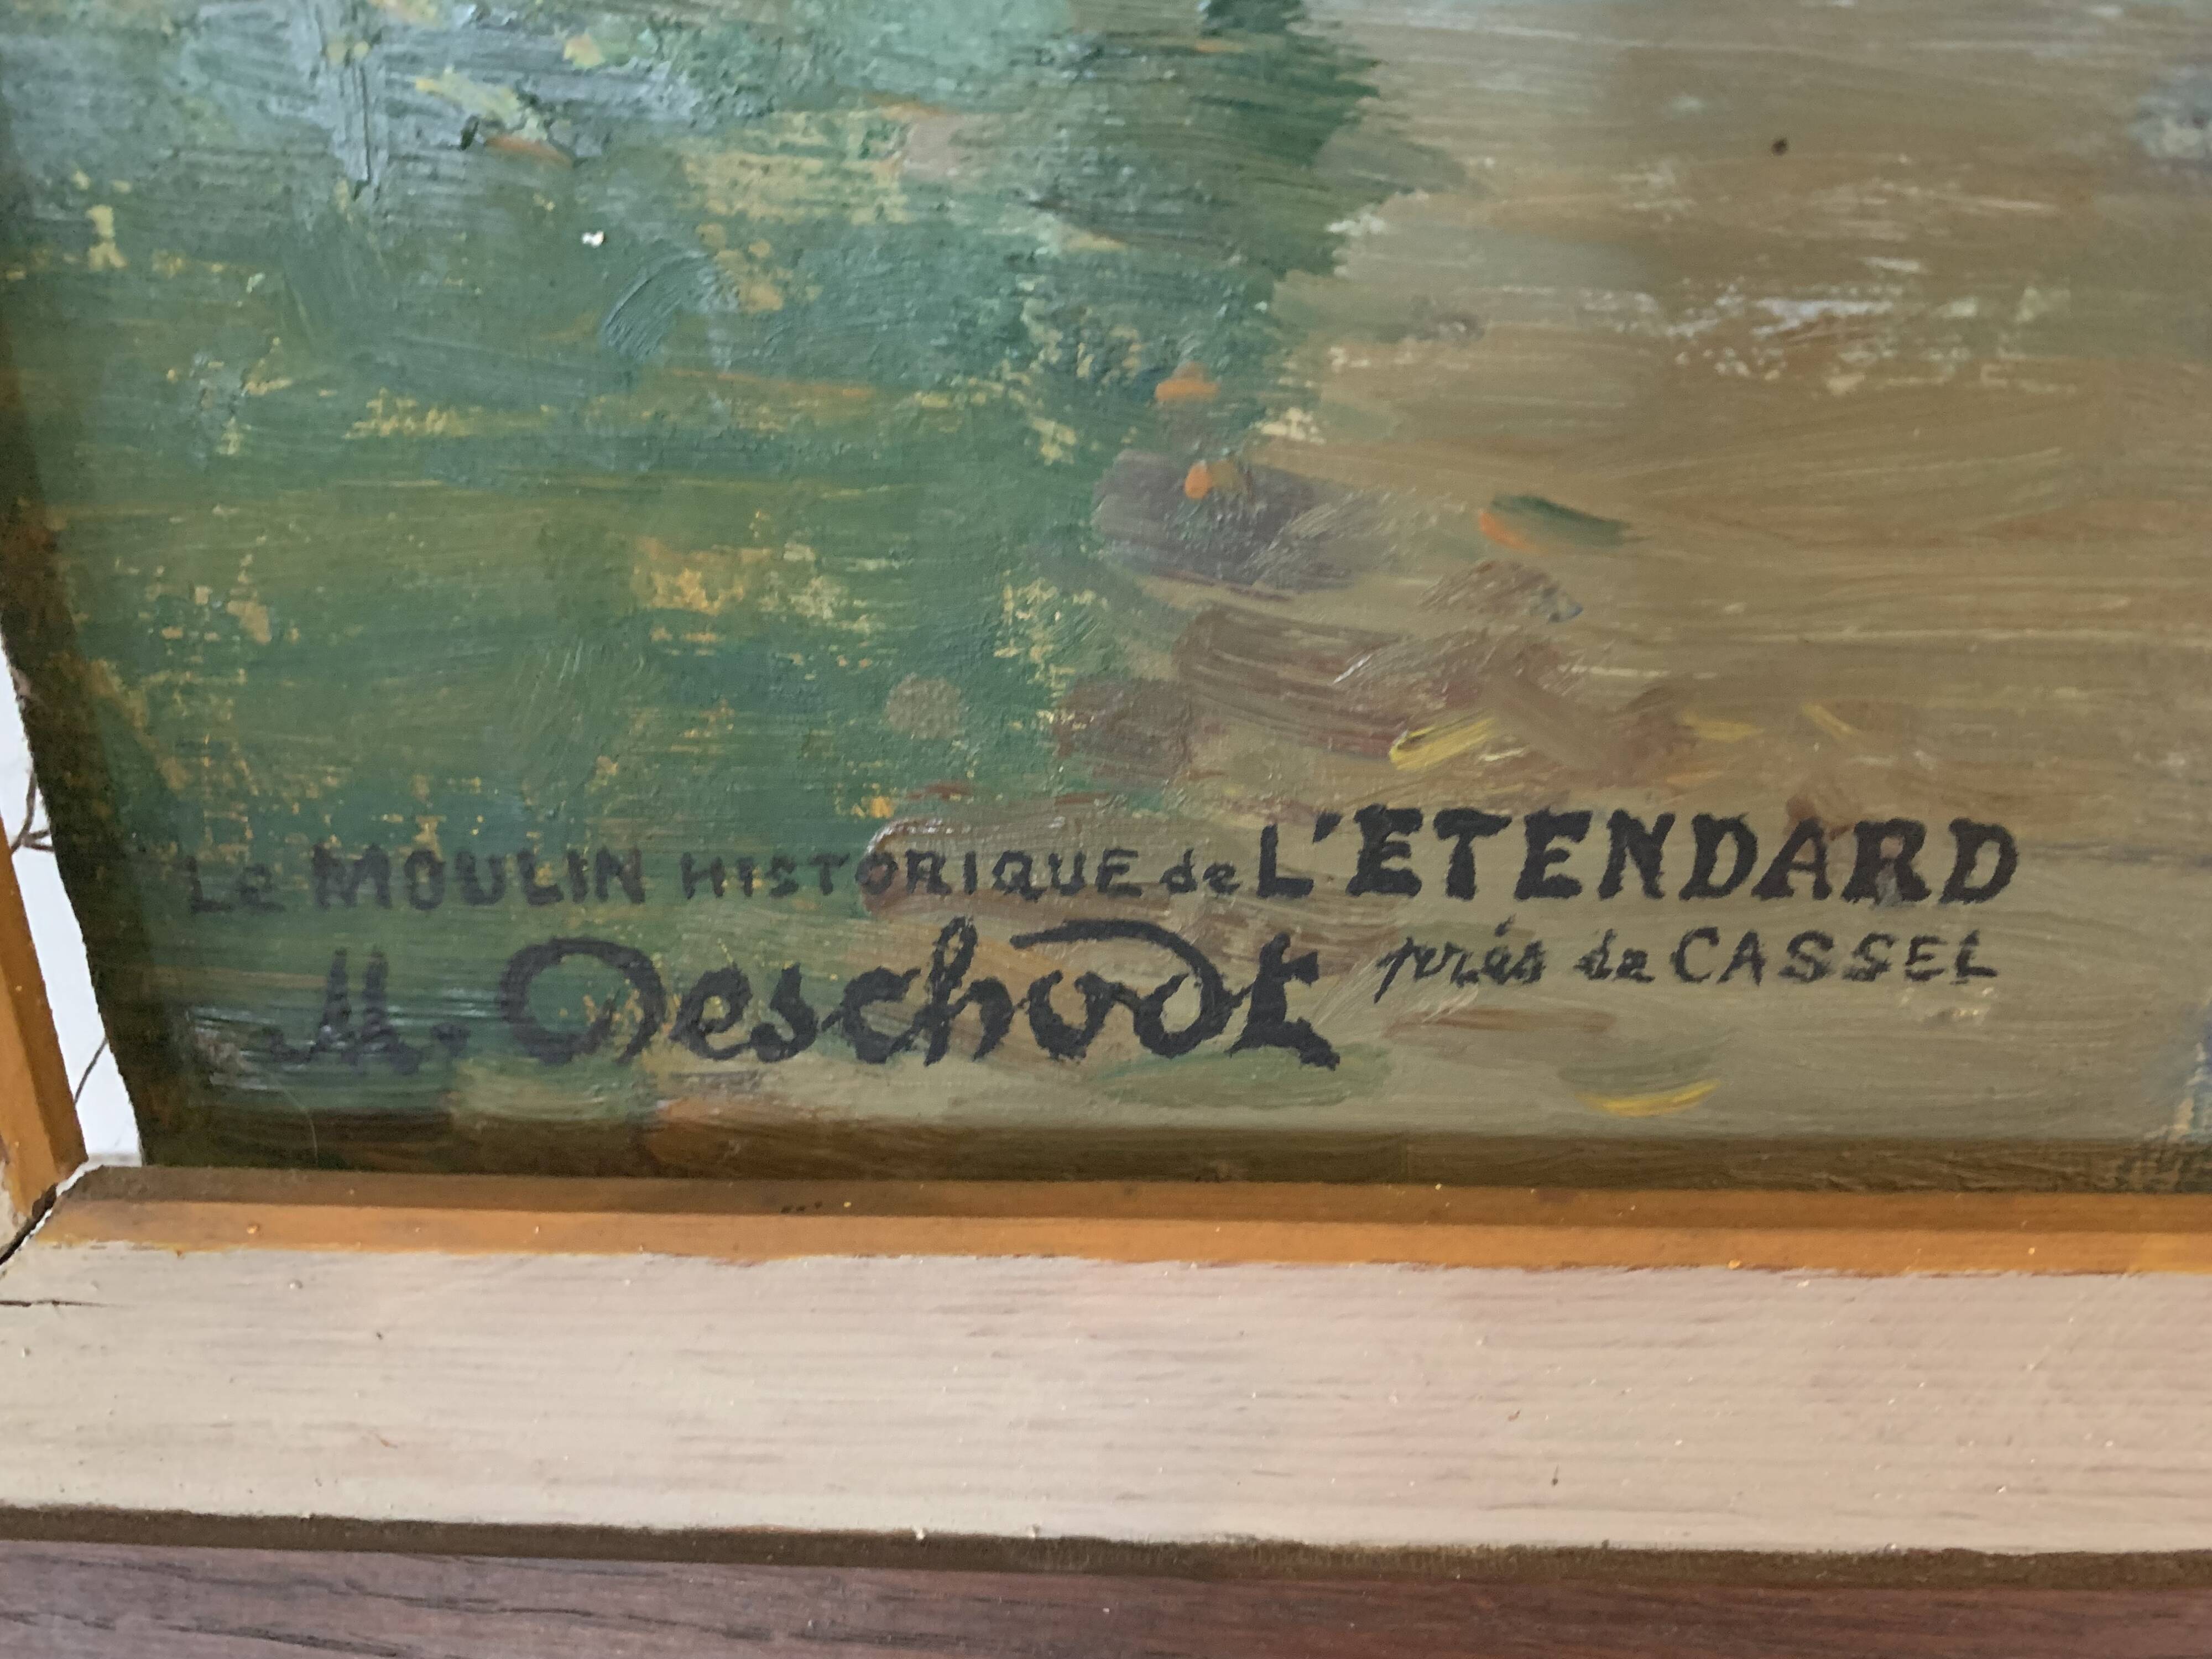 Le MOULIN HISTORIQUE de L'ETENDARD
près de CASSEL
M. Deschodt